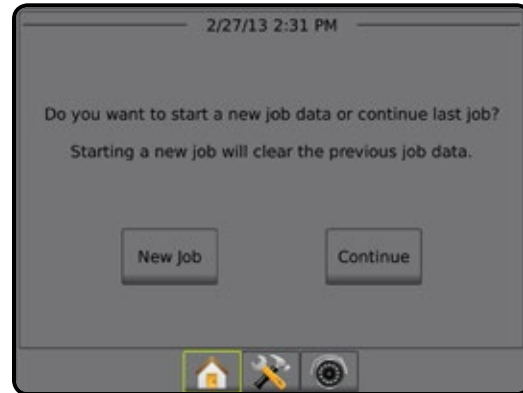 2/27/13 2:31 PM
Do you want to start a new job data or continue last job?
Starting a new job will clear the previous job data.
New Job Continue